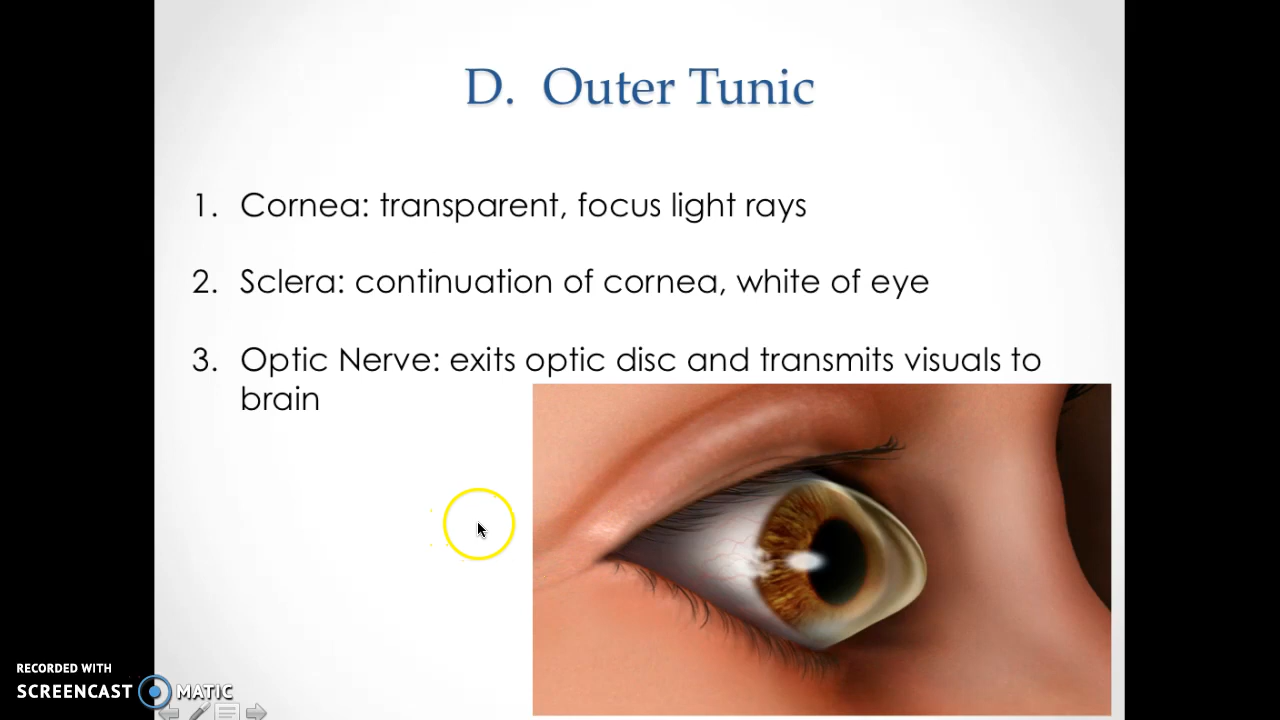 D. Outer Tunic
1. Cornea: transparent, focus light rays
2. Sclera: continuation of cornea, white of eye
3. Optic Nerve: exits optic disc and transmits visuals to
brain
RECORDED WITH
SCREENCAST MATIC